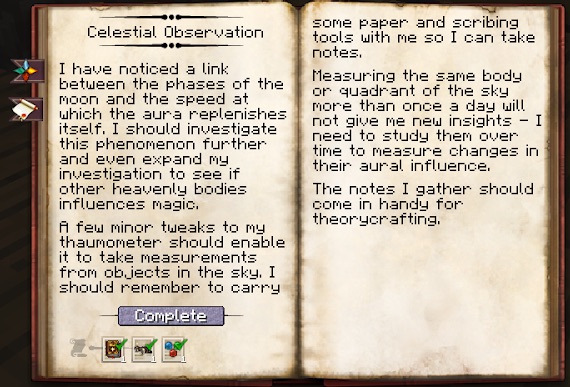 Celestial Observation
I have noticed a link
between the phases of the
moon and the speed at
which the aura replenishes
itself. I should investigate
this phenomenon further
and even expand my
investigation to see if
other heavenly bodies
influences magic.
A few minor tweaks to my
thaumometer should enable
it to take measurements
from objects in the sky. I
should remember to carry
Complete
some paper and scribing
tools with me so I can take
notes.
Measuring the same body
or quadrant of the sky
more than once a day will
not give me new insights - I
need to study them over
time to measure changes in
their aural influence.
The notes I gather should
come in handy for
theorycrafting.